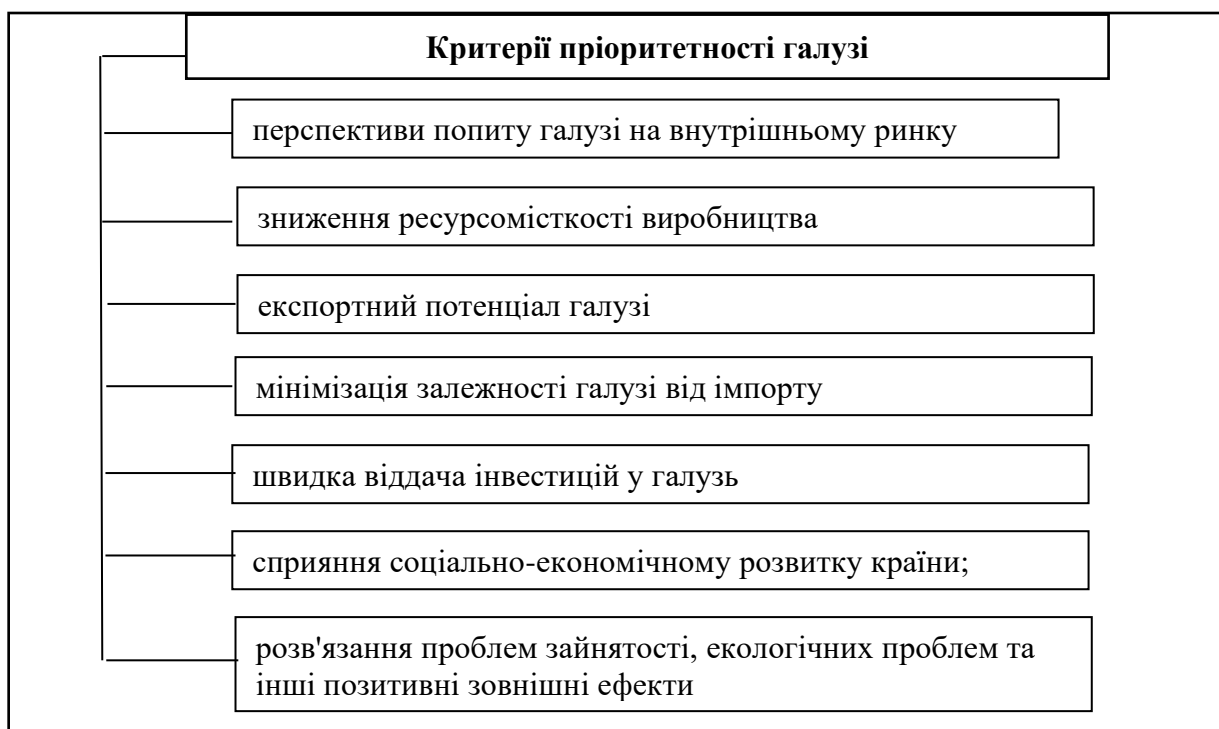 Критерії пріоритетності галузі
перспективи попиту галузі на внутрішньому ринку
зниження ресурсомісткості виробництва
експортний потенціал галузі
мінімізація залежності галузі від імпорту
швидка віддача інвестицій у галузь
сприяння соціально-економічному розвитку країни;
розв'язання проблем зайнятості, екологічних проблем та
інші позитивні зовнішні ефекти